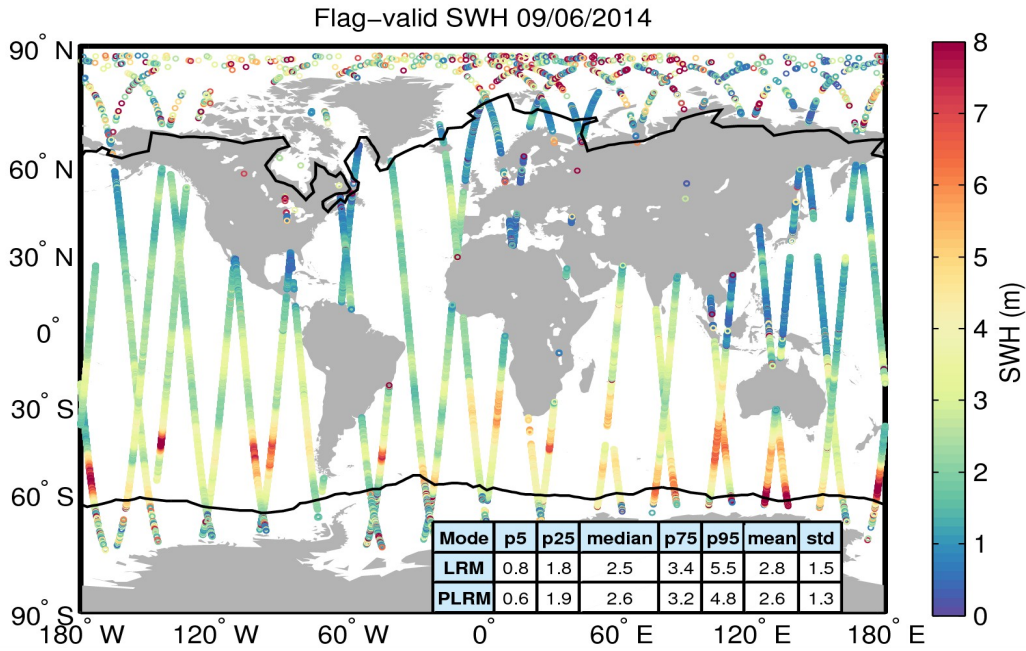 Flag−valid SWH 09/06/2014
90° N
60° N
30° N
0°
30° S
60° S
90° S
180° W
120° W
60° W
0°
60° E
120° E
180° E
Mode p5 p25 median p75 p95 mean std
LRM 0.8 1.8 2.5 3.4 5.5 2.8 1.5
PLRM 0.6 1.9 2.6 3.2 4.8 2.6 1.3
8
7
6
5
4
3
2
1
0
SWH (m)